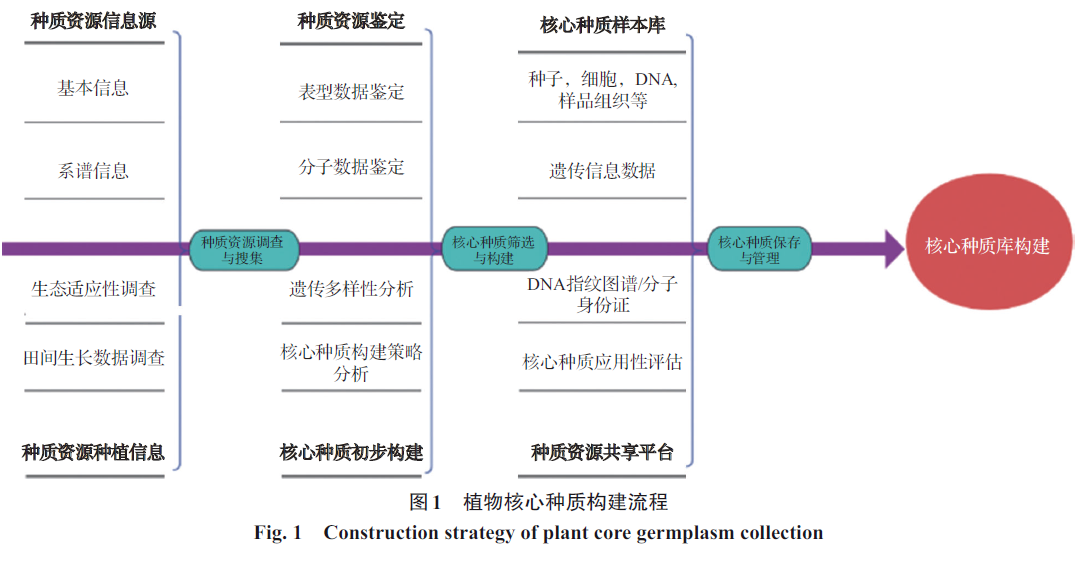 种质资源信息源
基本信息
系谱信息
种质资源调查
与搜集
生态适应性调查
田间生长数据调查
种质资源种植信息
种质资源鉴定
表型数据鉴定
分子数据鉴定
核心种质筛选
与构建
遗传多样性分析
核心种质构建策略
分析
核心种质初步构建
核心种质样本库
种子，细胞，DNA,
样品组织等
遗传信息数据
核心种质保存
与管理
DNA指纹图谱/分子
身份证
核心种质应用性评估
种质资源共享平台
核心种质库构建
图1 植物核心种质构建流程
Fig. 1 Construction strategy of plant core germplasm collection